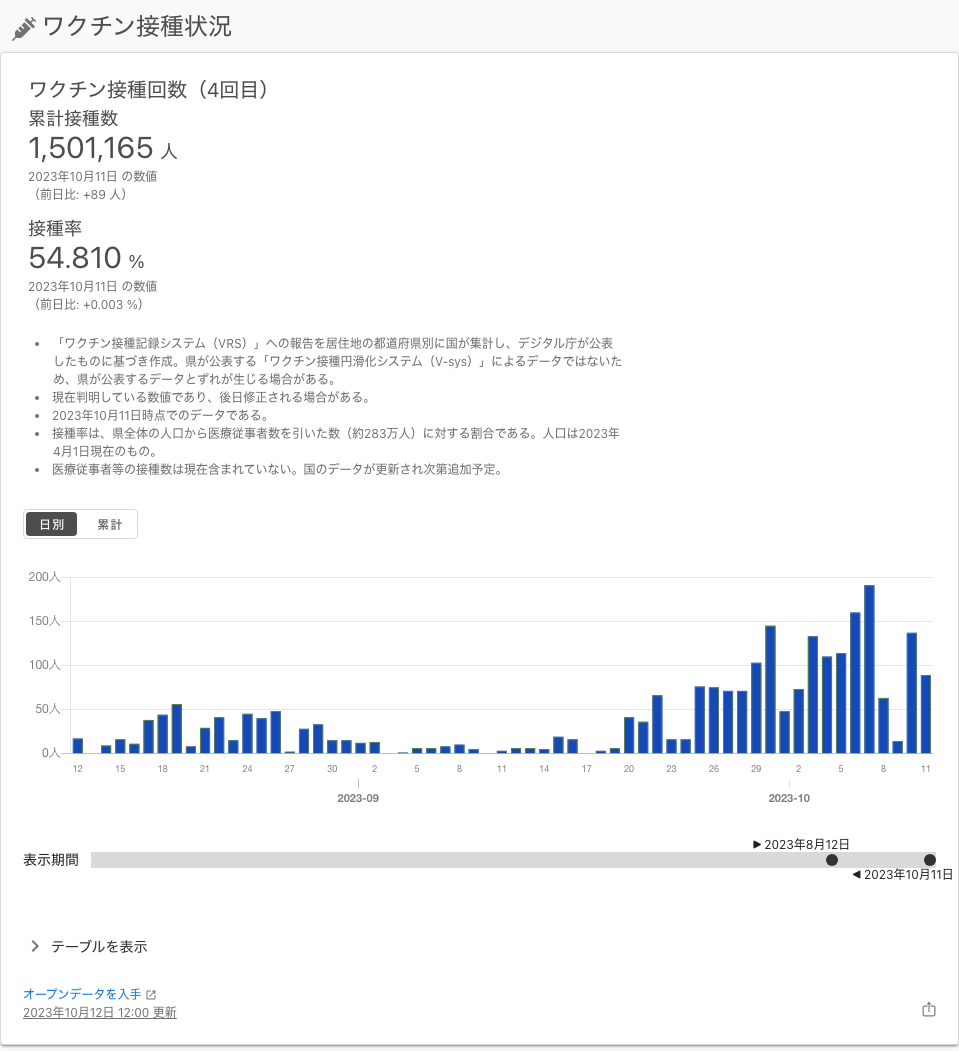 ワクチン接種状況
ワクチン接種回数（4回目）
累計接種数
1,501,165 人
2023年10月11日 の数値
（前日比: +89 人）
接種率
54.810 %
2023年10月11日 の数値
（前日比: +0.003 %）
• 「ワクチン接種記録システム（VRS）」への報告を居住地の都道府県別に国が集計し、デジタル庁が公表
したものに基づき作成。県が公表する「ワクチン接種円滑化システム（V-sys）」によるデータではないた
め、県が公表するデータとずれが生じる場合がある。
• 現在判明している数値であり、後日修正される場合がある。
• 2023年10月11日時点でのデータである。
• 接種率は、県全体の人口から医療従事者数を引いた数（約283万人）に対する割合である。人口は2023年
4月1日現在のもの。
• 医療従事者等の接種数は現在含まれていない。国のデータが更新され次第追加予定。
日別 累計
200人
150人
100人
50人
0人
12 15 18 21 24 27 30 2 5 8 11 14 17 20 23 26 29 2 5 8 11
2023-09 2023-10
▶ 2023年8月12日
表示期間
◀ 2023年10月11日
テーブルを表示
オープンデータを入手
2023年10月12日 12:00 更新